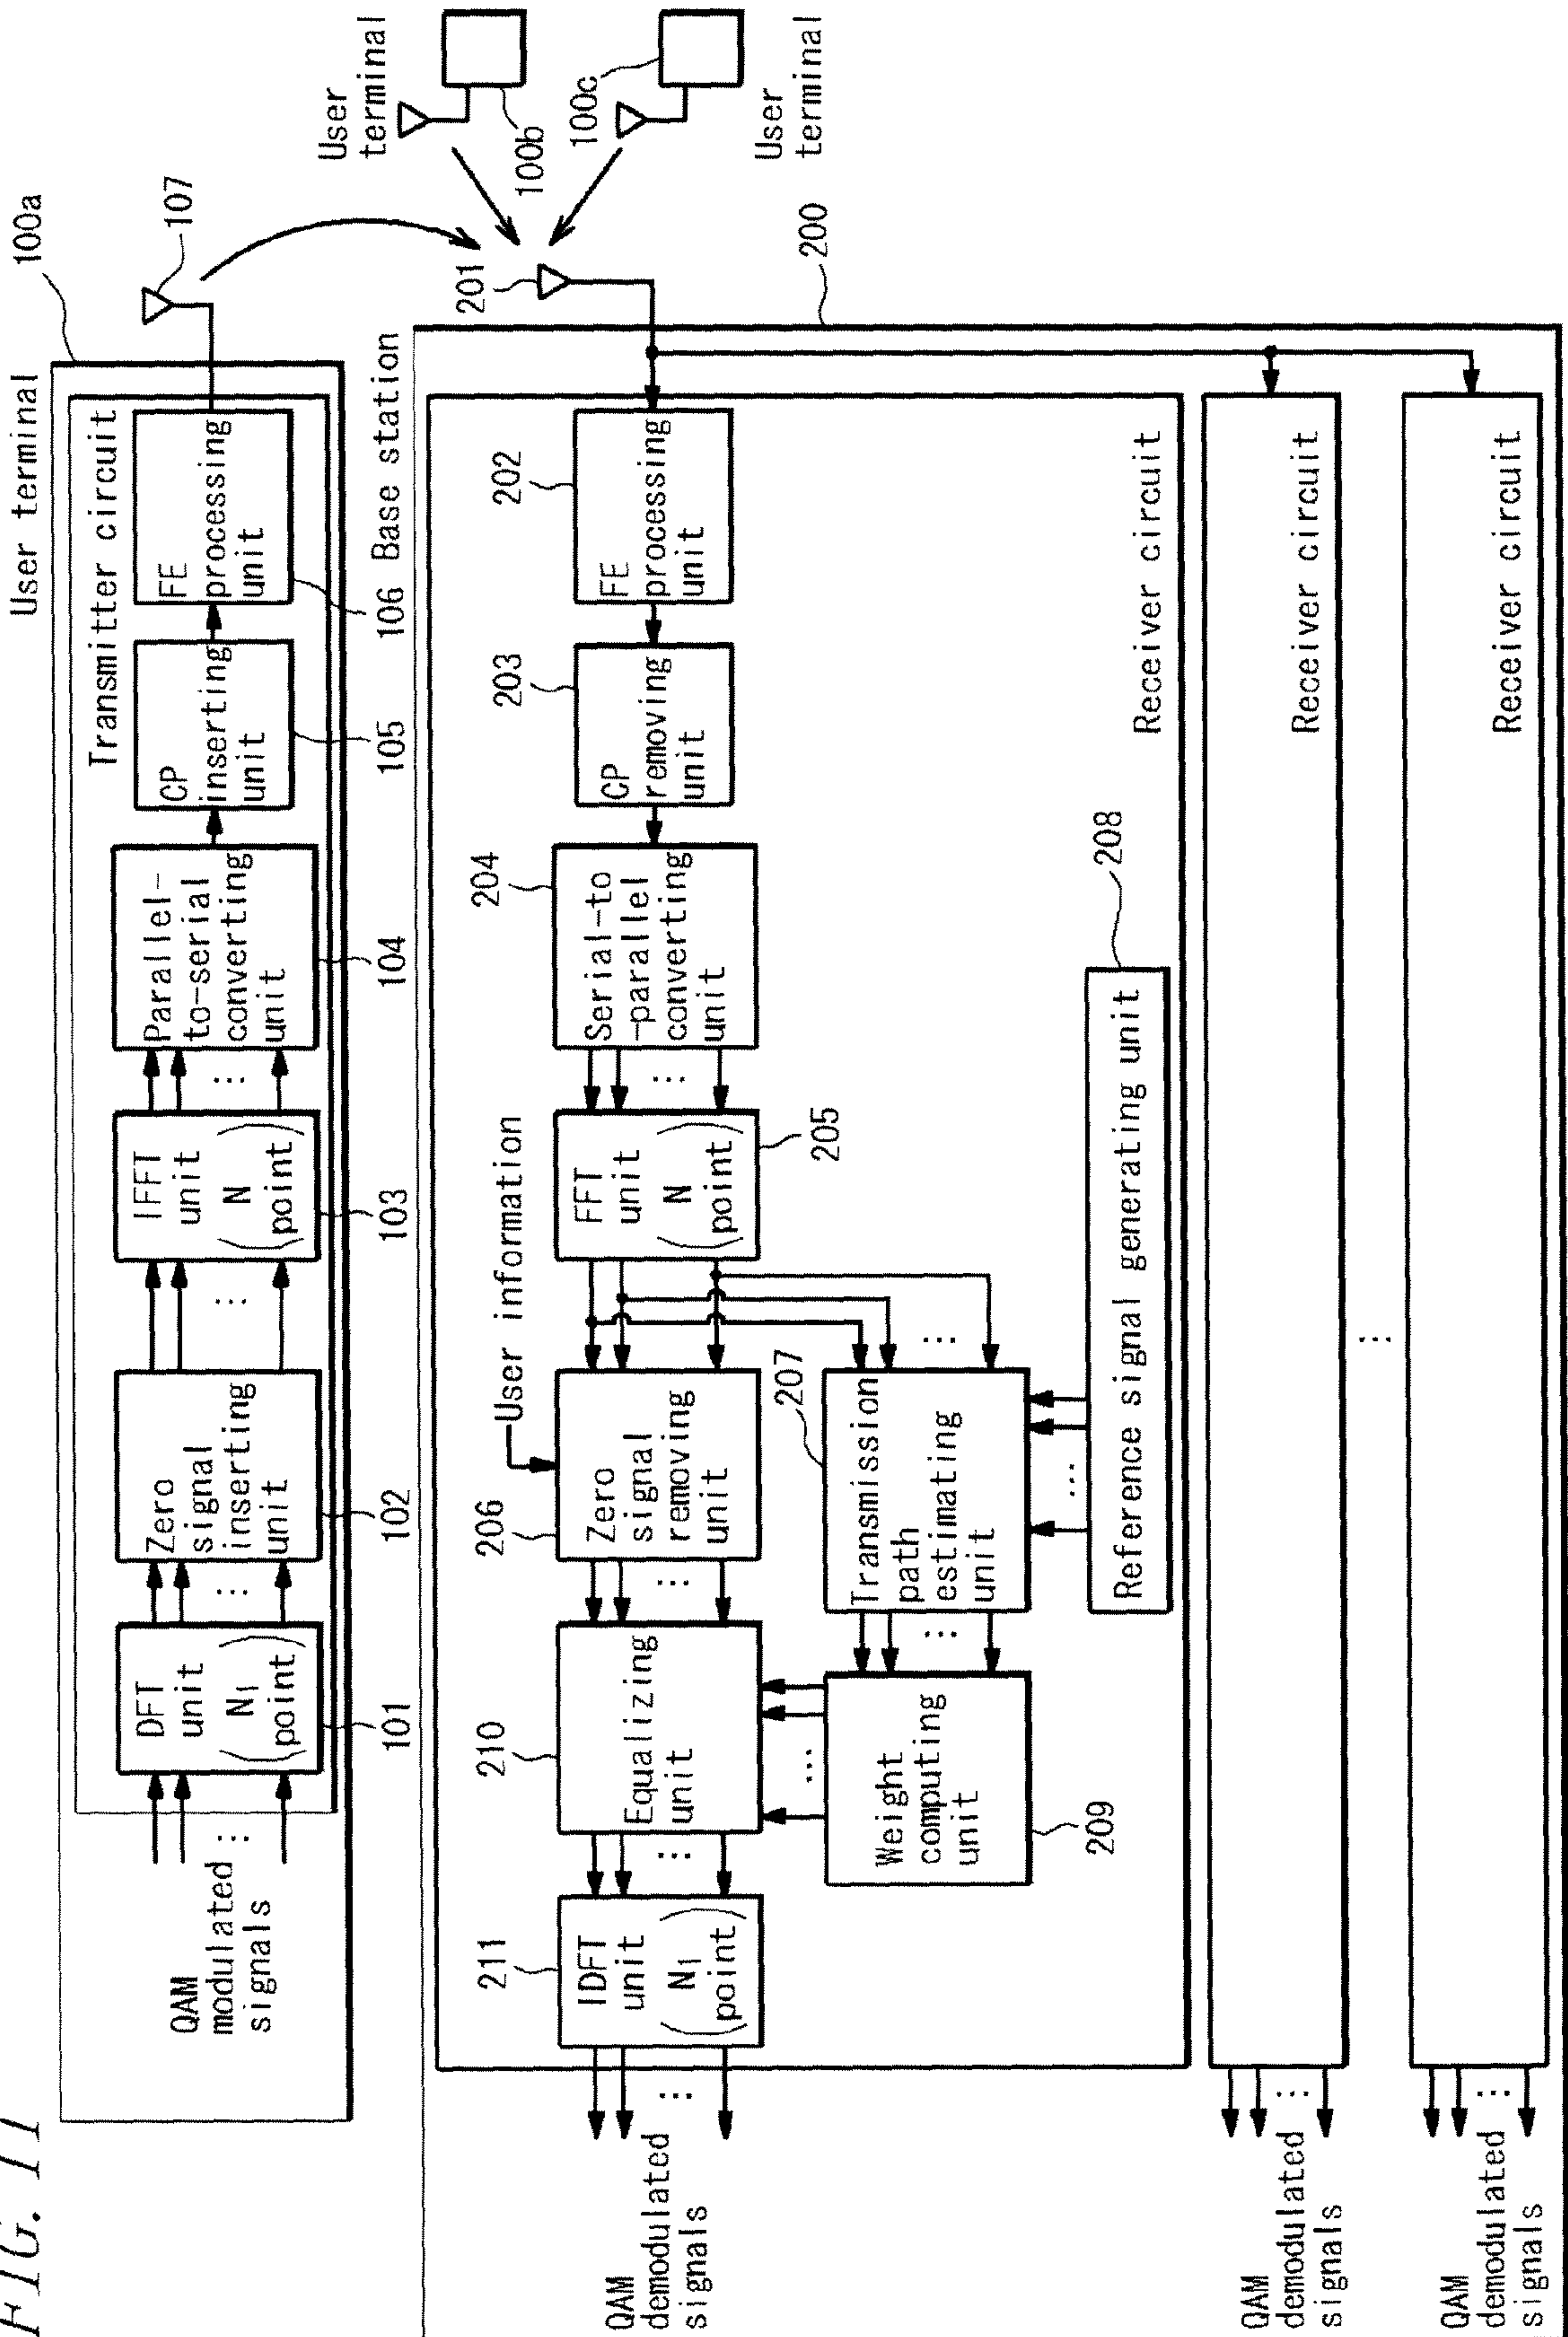 FIG. 11
User terminal
100a
Transmitter circuit
QAM
modulated
signals
DFT
unit
N1
point
101
Zero
signal
inserting
unit
102
IFFT
unit
N
point
103
Parallel-
to-serial
converting
unit
104
CP
inserting
unit
105
FE
processing
unit
106
107
User
terminal
100b
100c
User
terminal
Base station
200
201
FE
processing
unit
202
CP
removing
unit
203
Serial-to
-parallel
converting
unit
204
FFT
unit
N
point
205
User information
Zero
signal
removing
unit
206
Transmission
path
estimating
unit
207
Reference signal generating unit
208
Weight
computing
unit
209
Equalizing
unit
210
IDFT
unit
N1
point
211
QAM
demodulated
signals
Receiver circuit
QAM
demodulated
signals
Receiver circuit
QAM
demodulated
signals
Receiver circuit